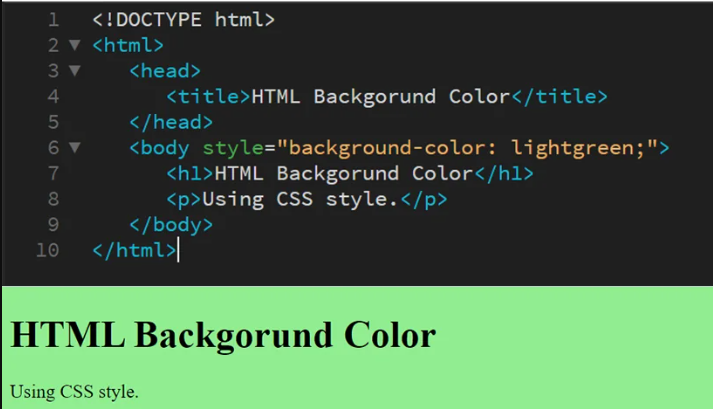 1 <!DOCTYPE html>
2 <html>
3 <head>
4 <title>HTML Backgorund Color</title>
5 </head>
6 <body style="background-color: lightgreen;">
7 <h1>HTML Backgorund Color</h1>
8 <p>Using CSS style.</p>
9 </body>
10 </html>
HTML Backgorund Color
Using CSS style.